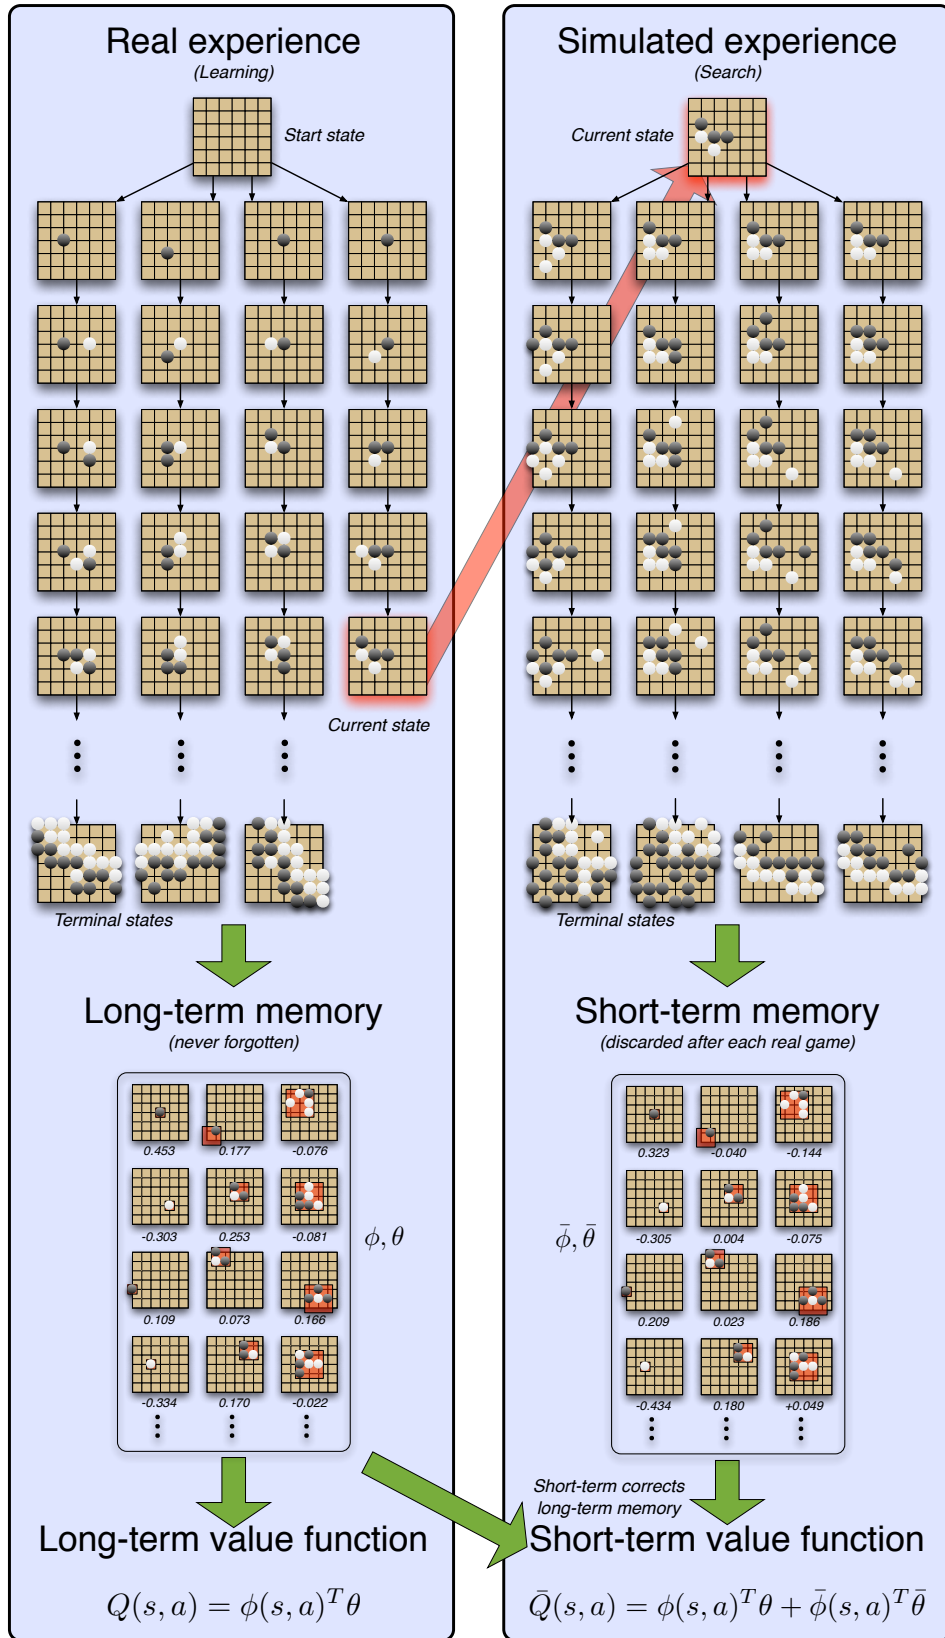 Real experience
(Learning)
Start state
Current state
Terminal states
Long-term memory
(never forgotten)
0.453 0.177 -0.076
-0.303 0.253 -0.081
0.109 0.073 0.166
-0.334 0.170 -0.022
ϕ, θ
Long-term value function
Q(s, a) = ϕ(s, a)^T θ
Simulated experience
(Search)
Current state
Terminal states
Short-term memory
(discarded after each real game)
0.323 -0.040 -0.144
-0.305 0.004 -0.075
0.209 0.023 0.186
-0.434 0.180 +0.049
ϕ̄, θ̄
Short-term corrects
long-term memory
Short-term value function
Q̄(s, a) = ϕ(s, a)^T θ + ϕ̄(s, a)^T θ̄